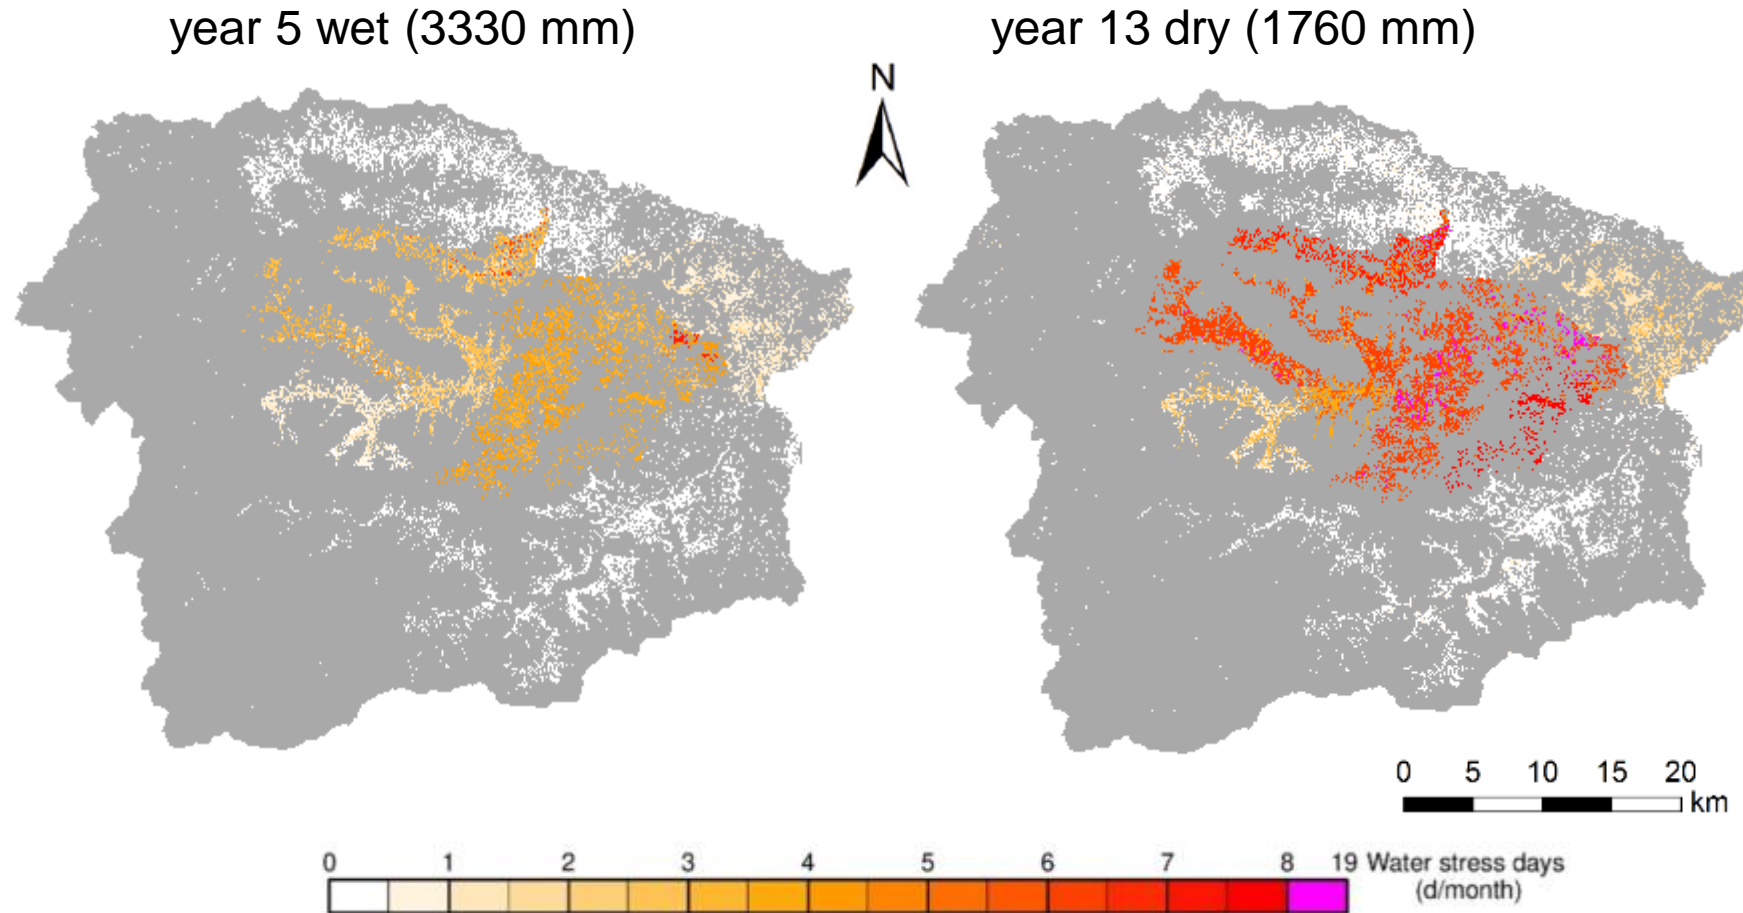 year 5 wet (3330 mm)
year 13 dry (1760 mm)
N
0 5 10 15 20
km
0 1 2 3 4 5 6 7 8 19 Water stress days
(d/month)